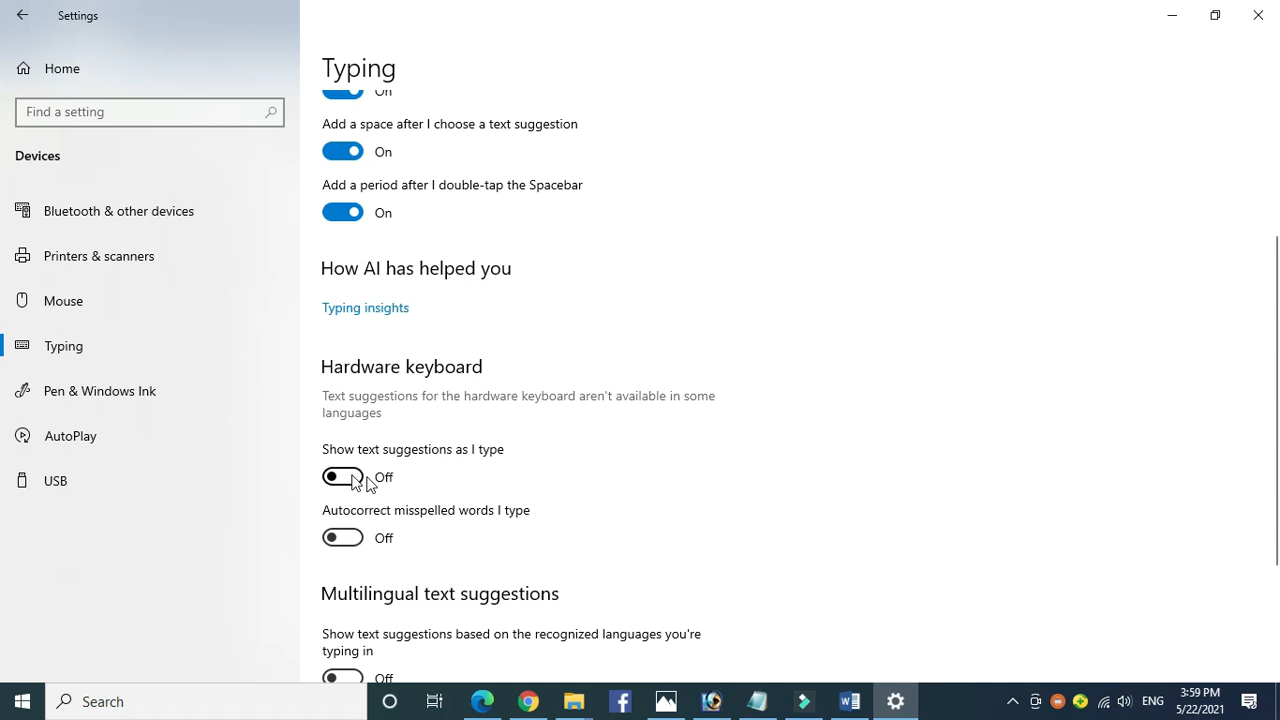 Settings
Home
Find a setting
Devices
Bluetooth & other devices
Printers & scanners
Mouse
Typing
Pen & Windows Ink
AutoPlay
USB
Typing
On
Add a space after I choose a text suggestion
On
Add a period after I double-tap the Spacebar
On
How AI has helped you
Typing insights
Hardware keyboard
Text suggestions for the hardware keyboard aren't available in some
languages
Show text suggestions as I type
Off
Autocorrect misspelled words I type
Off
Multilingual text suggestions
Show text suggestions based on the recognized languages you're
typing in
Off
Search
ENG
3:59 PM
5/22/2021